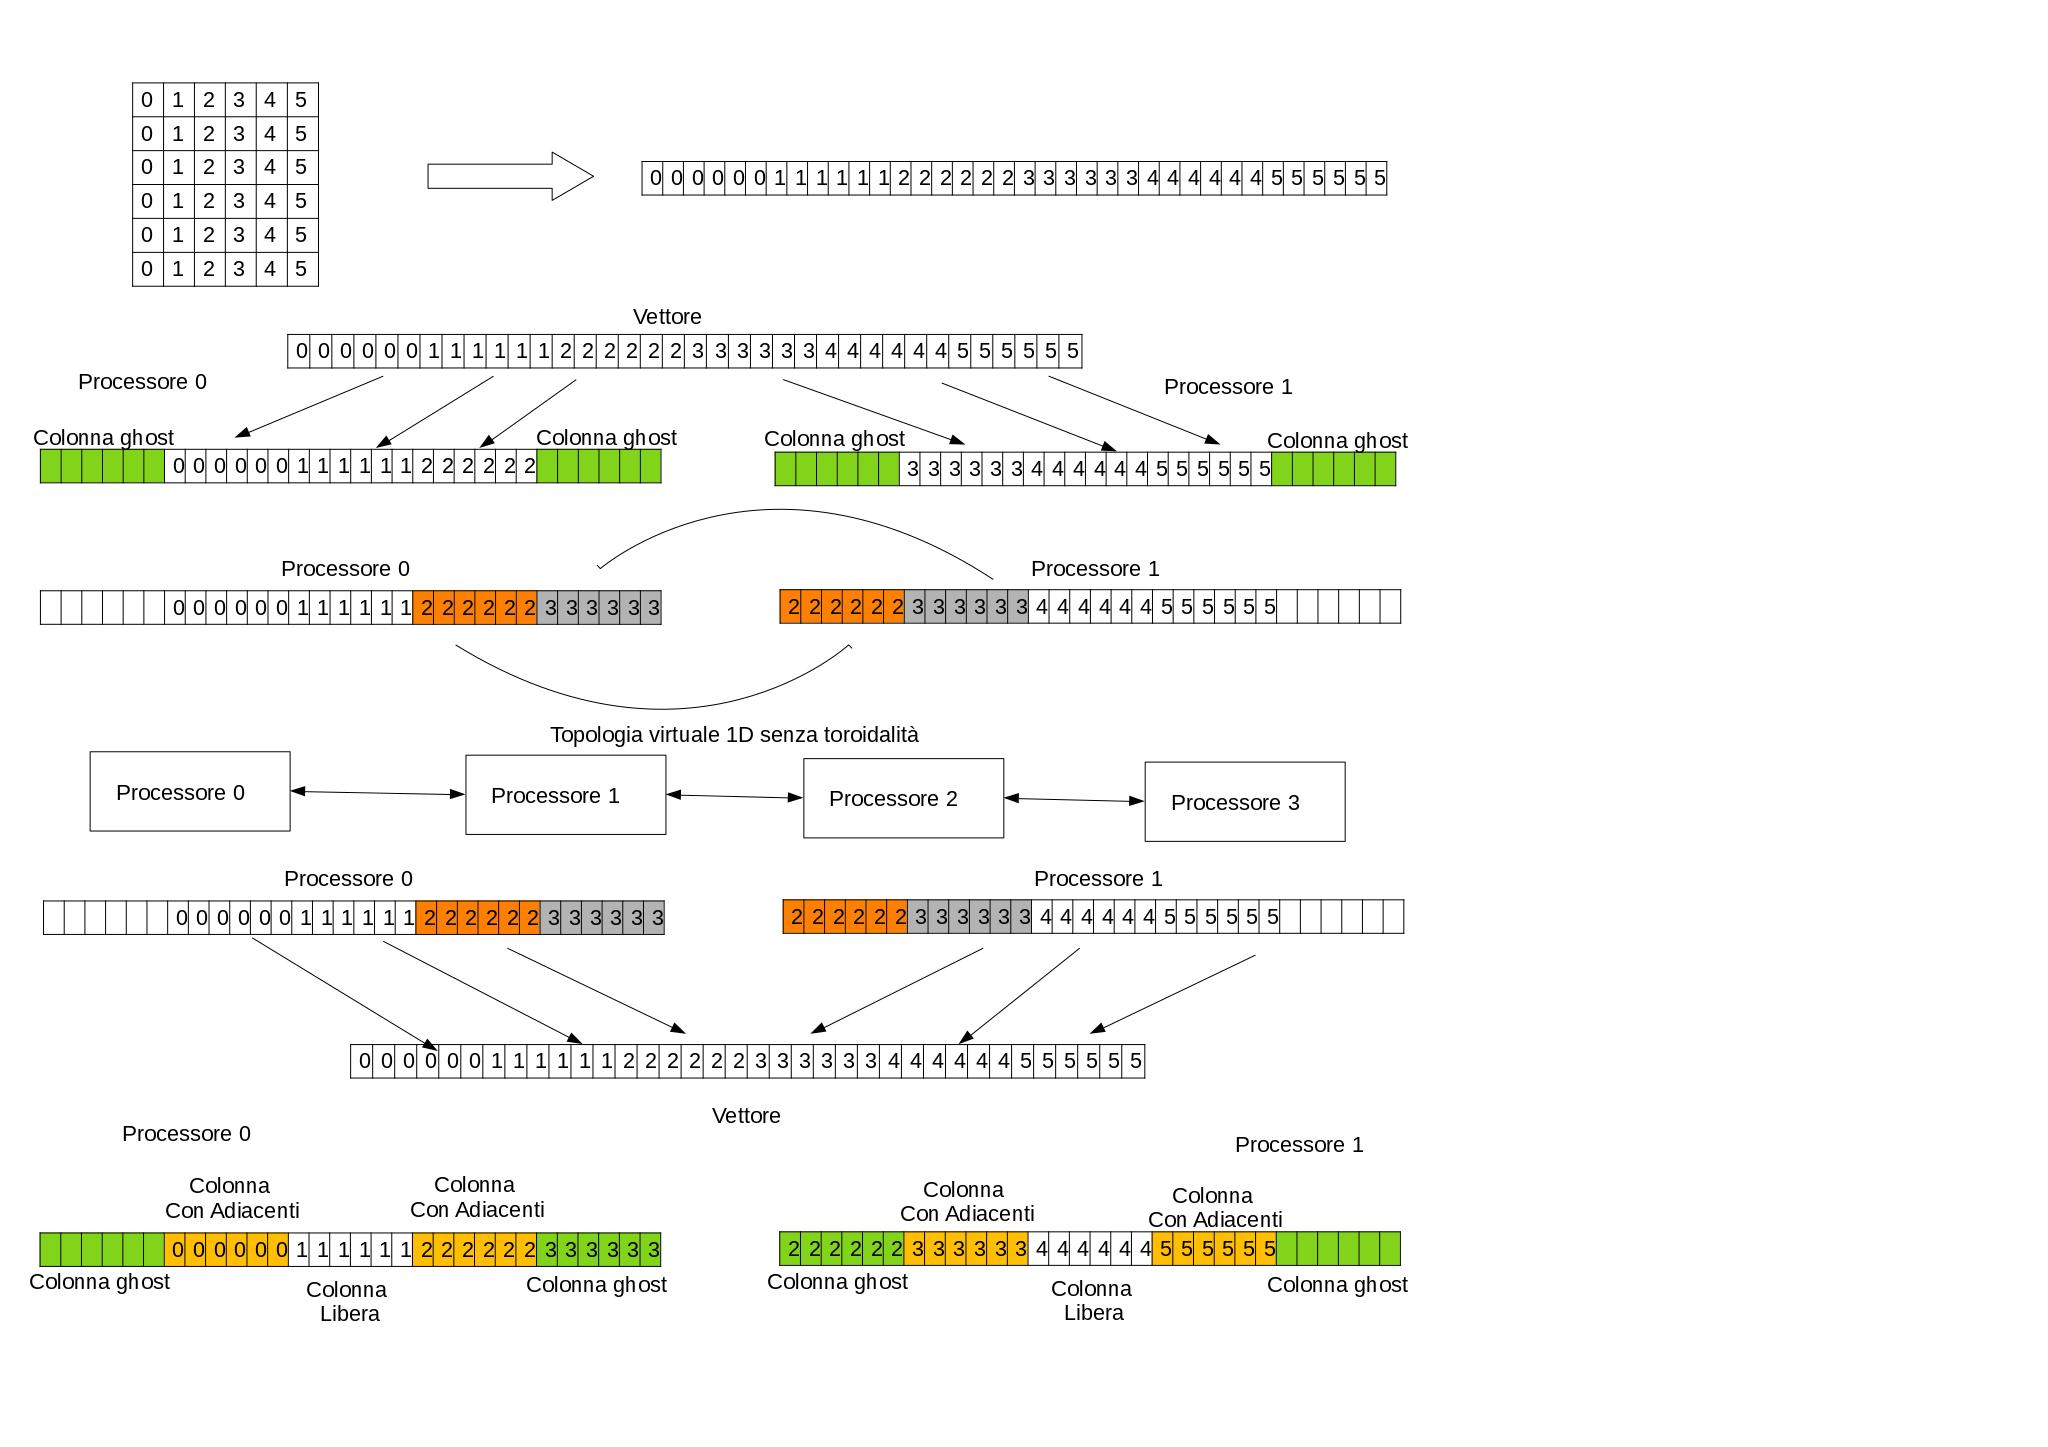 0 1 2 3 4 5
0 1 2 3 4 5
0 1 2 3 4 5
0 1 2 3 4 5
0 1 2 3 4 5
0 1 2 3 4 5
0 0 0 0 0 0 1 1 1 1 1 1 2 2 2 2 2 2 3 3 3 3 3 3 4 4 4 4 4 4 5 5 5 5 5 5
Vettore
0 0 0 0 0 0 1 1 1 1 1 1 2 2 2 2 2 2 3 3 3 3 3 3 4 4 4 4 4 4 5 5 5 5 5 5
Processore 0
Processore 1
Colonna ghost
Colonna ghost
Colonna ghost
Colonna ghost
0 0 0 0 0 0 1 1 1 1 1 1 2 2 2 2 2 2
3 3 3 3 3 3 4 4 4 4 4 4 5 5 5 5 5 5
Processore 0
Processore 1
0 0 0 0 0 0 1 1 1 1 1 1 2 2 2 2 2 2 3 3 3 3 3 3
2 2 2 2 2 2 3 3 3 3 3 3 4 4 4 4 4 4 5 5 5 5 5 5
Topologia virtuale 1D senza toroidalità
Processore 0
Processore 1
Processore 2
Processore 3
Processore 0
Processore 1
0 0 0 0 0 0 1 1 1 1 1 1 2 2 2 2 2 2 3 3 3 3 3 3
2 2 2 2 2 2 3 3 3 3 3 3 4 4 4 4 4 4 5 5 5 5 5 5
0 0 0 0 0 0 1 1 1 1 1 1 2 2 2 2 2 2 3 3 3 3 3 3 4 4 4 4 4 4 5 5 5 5 5 5
Vettore
Processore 0
Processore 1
Colonna
Con Adiacenti
Colonna
Con Adiacenti
Colonna
Con Adiacenti
Colonna
Con Adiacenti
0 0 0 0 0 0 1 1 1 1 1 1 2 2 2 2 2 2 3 3 3 3 3 3
2 2 2 2 2 2 3 3 3 3 3 3 4 4 4 4 4 4 5 5 5 5 5 5
Colonna ghost
Colonna
Libera
Colonna ghost
Colonna ghost
Colonna
Libera
Colonna ghost